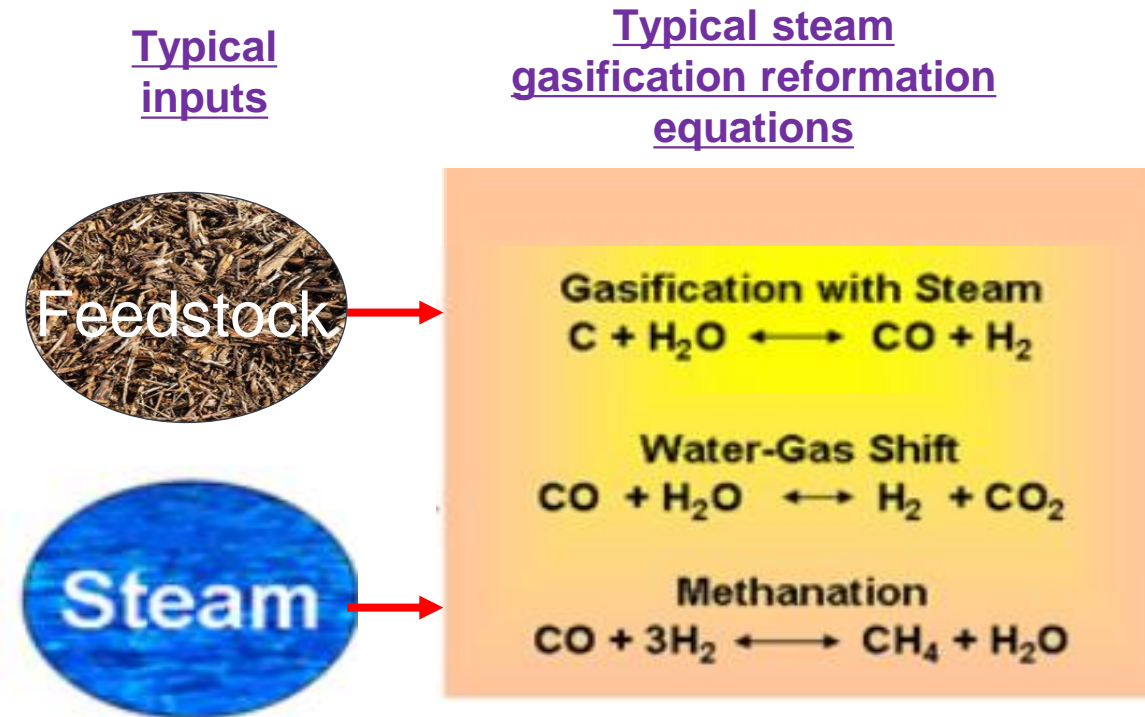 Typical
inputs
Typical steam
gasification reformation
equations
Feedstock
Steam
Gasification with Steam
C + H₂O ⟷ CO + H₂
Water-Gas Shift
CO + H₂O ⟷ H₂ + CO₂
Methanation
CO + 3H₂ ⟷ CH₄ + H₂O